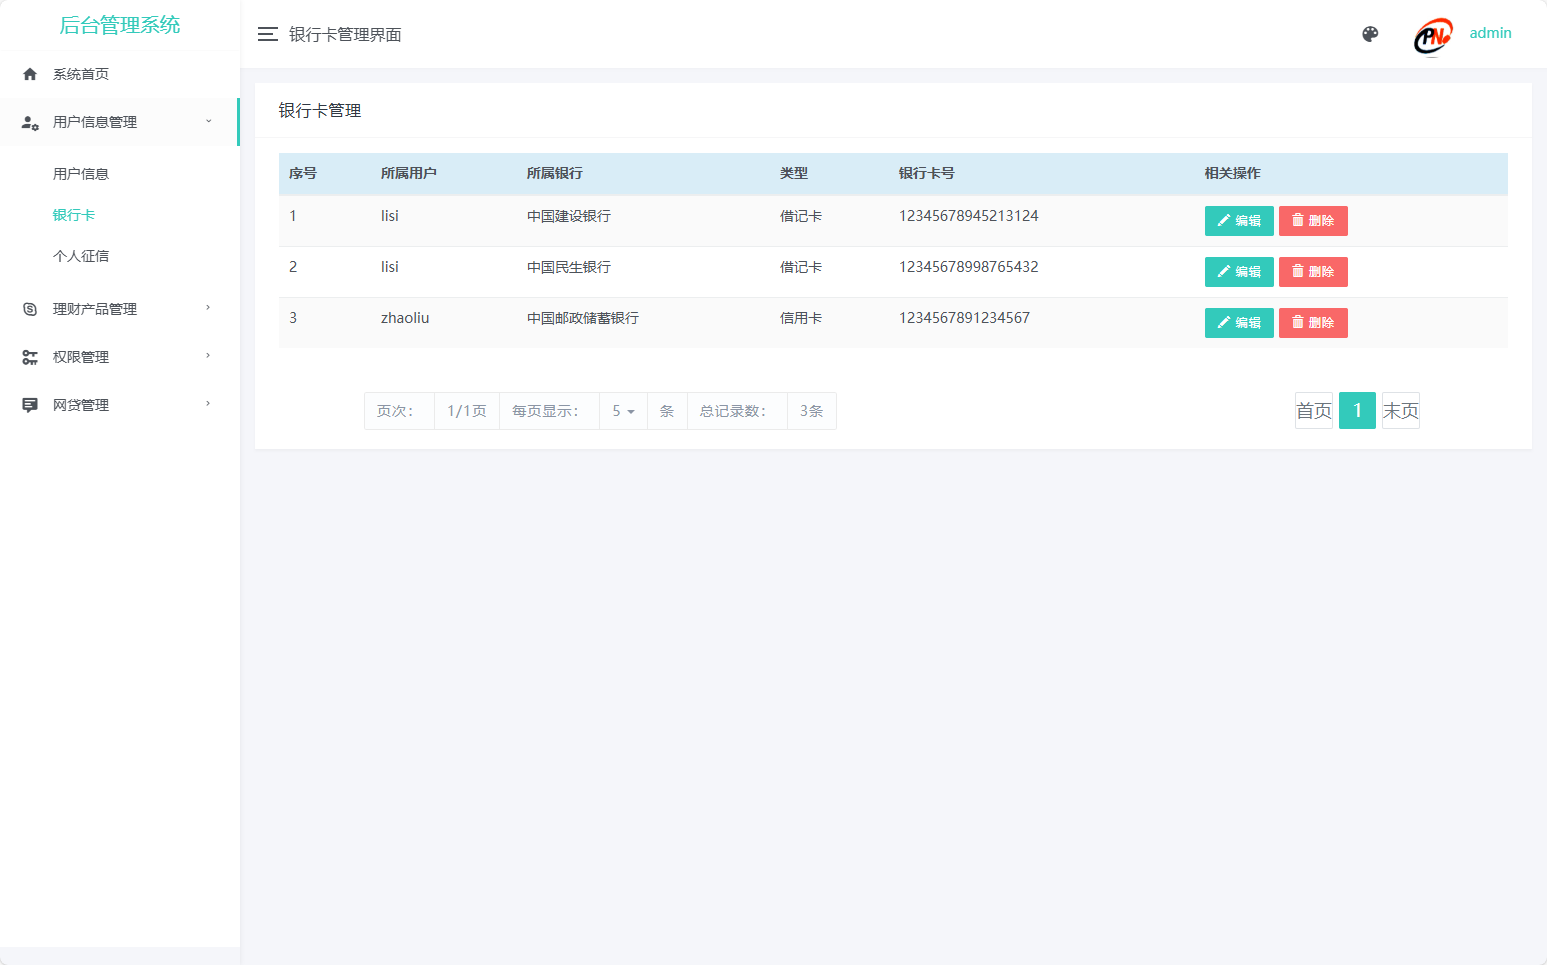 后台管理系统
银行卡管理界面
PN
admin
系统首页
用户信息管理
用户信息
银行卡
个人征信
理财产品管理
权限管理
网贷管理
银行卡管理
序号 所属用户 所属银行 类型 银行卡号 相关操作
1 lisi 中国建设银行 借记卡 12345678945213124 编辑 删除
2 lisi 中国民生银行 借记卡 12345678998765432 编辑 删除
3 zhaoliu 中国邮政储蓄银行 信用卡 1234567891234567 编辑 删除
页次： 1/1页 每页显示： 5 条 总记录数： 3条 首页 1 末页